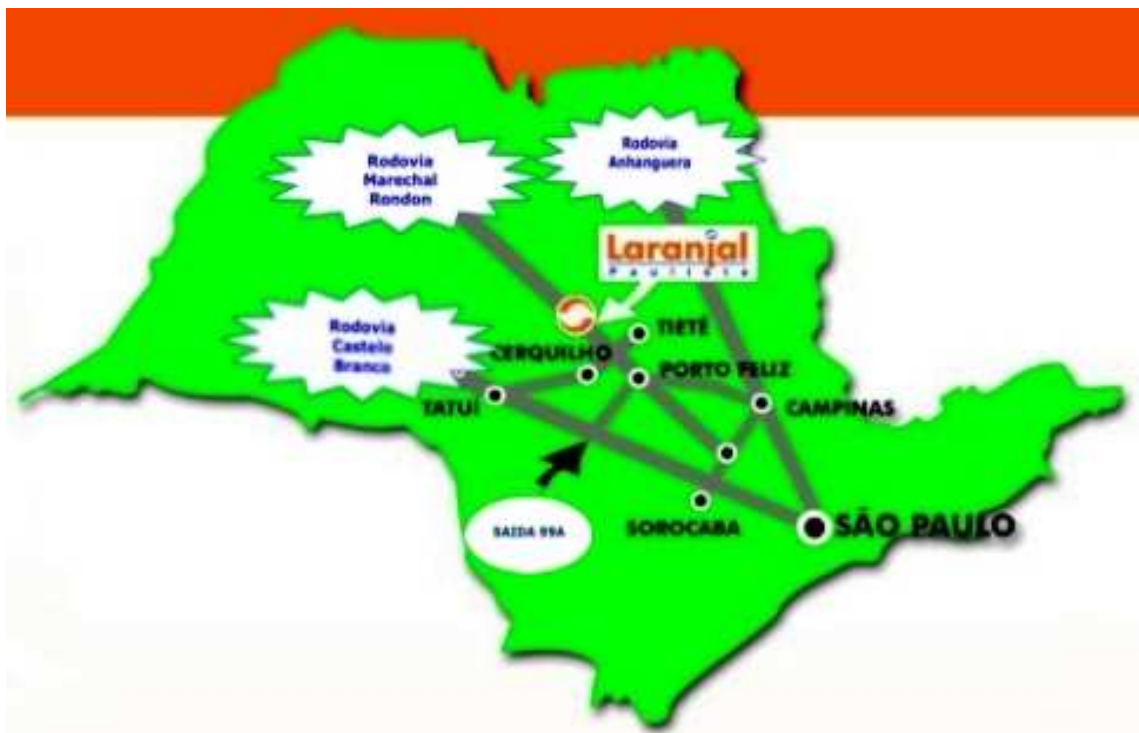 Rodovia
Marechal
Rondon
Rodovia
Anhanguera
Laranjal
Paulista
Rodovia
Castelo
Branco
TIETÊ
CERQUILHO
PORTO FELIZ
TATUÍ
CAMPINAS
SAIDA 99A
SOROCABA
SÃO PAULO